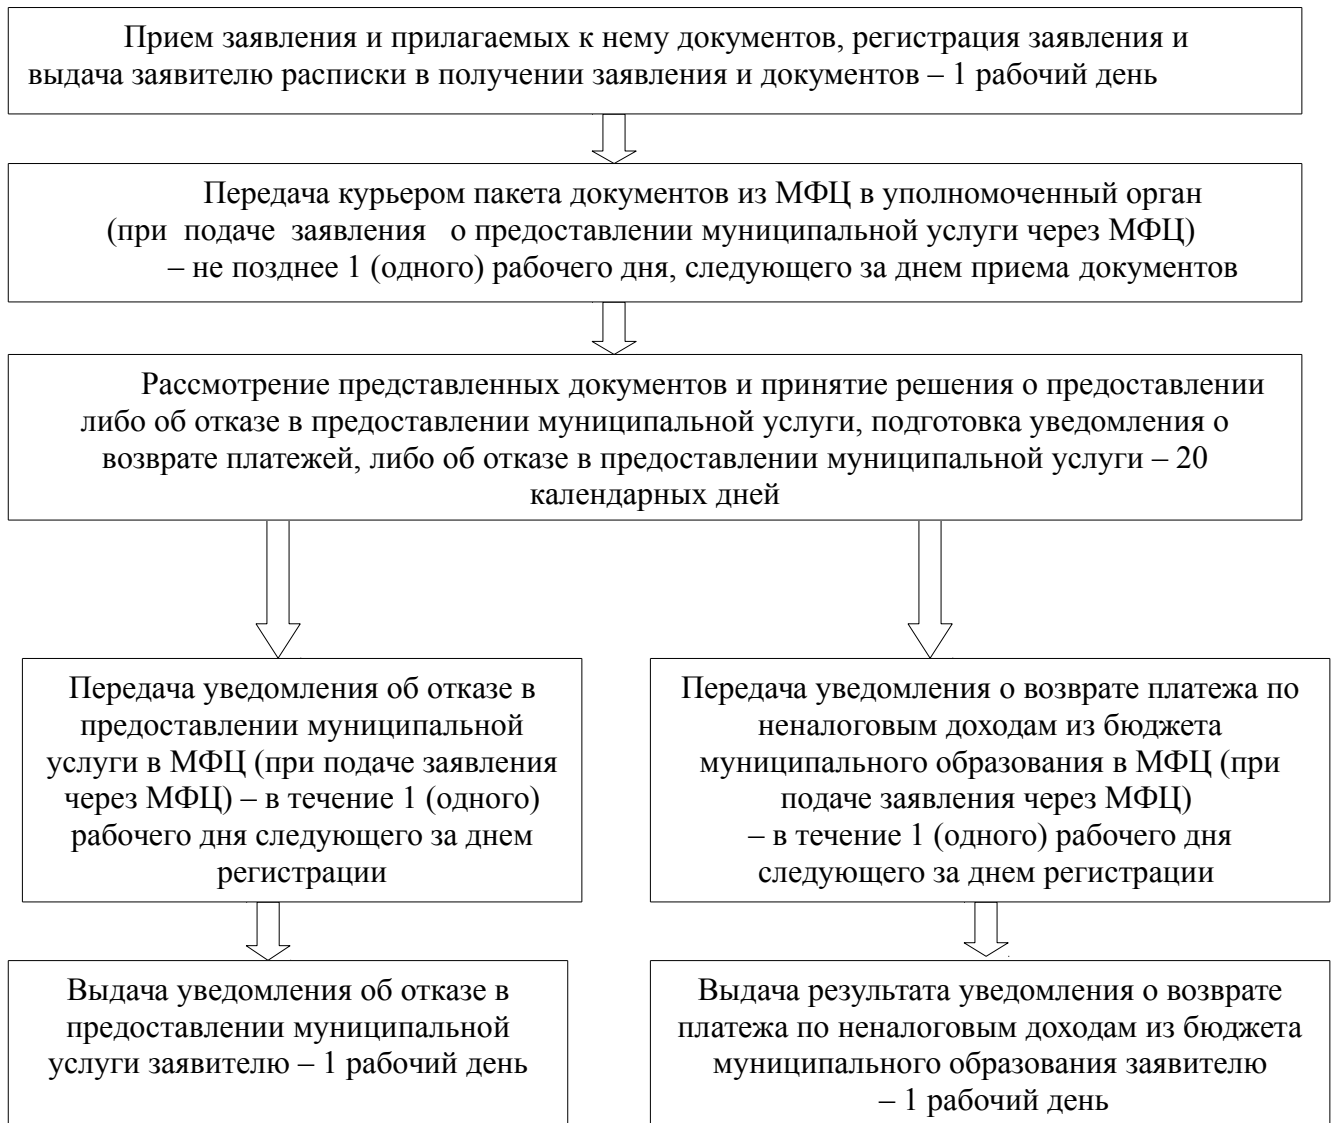 Прием заявления и прилагаемых к нему документов, регистрация заявления и
выдача заявителю расписки в получении заявления и документов – 1 рабочий день
Передача курьером пакета документов из МФЦ в уполномоченный орган
(при подаче заявления о предоставлении муниципальной услуги через МФЦ)
– не позднее 1 (одного) рабочего дня, следующего за днем приема документов
Рассмотрение представленных документов и принятие решения о предоставлении
либо об отказе в предоставлении муниципальной услуги, подготовка уведомления о
возврате платежей, либо об отказе в предоставлении муниципальной услуги – 20
календарных дней
Передача уведомления об отказе в
предоставлении муниципальной
услуги в МФЦ (при подаче заявления
через МФЦ) – в течение 1 (одного)
рабочего дня следующего за днем
регистрации
Передача уведомления о возврате платежа по
неналоговым доходам из бюджета
муниципального образования в МФЦ (при
подаче заявления через МФЦ)
– в течение 1 (одного) рабочего дня
следующего за днем регистрации
Выдача уведомления об отказе в
предоставлении муниципальной
услуги заявителю – 1 рабочий день
Выдача результата уведомления о возврате
платежа по неналоговым доходам из бюджета
муниципального образования заявителю
– 1 рабочий день